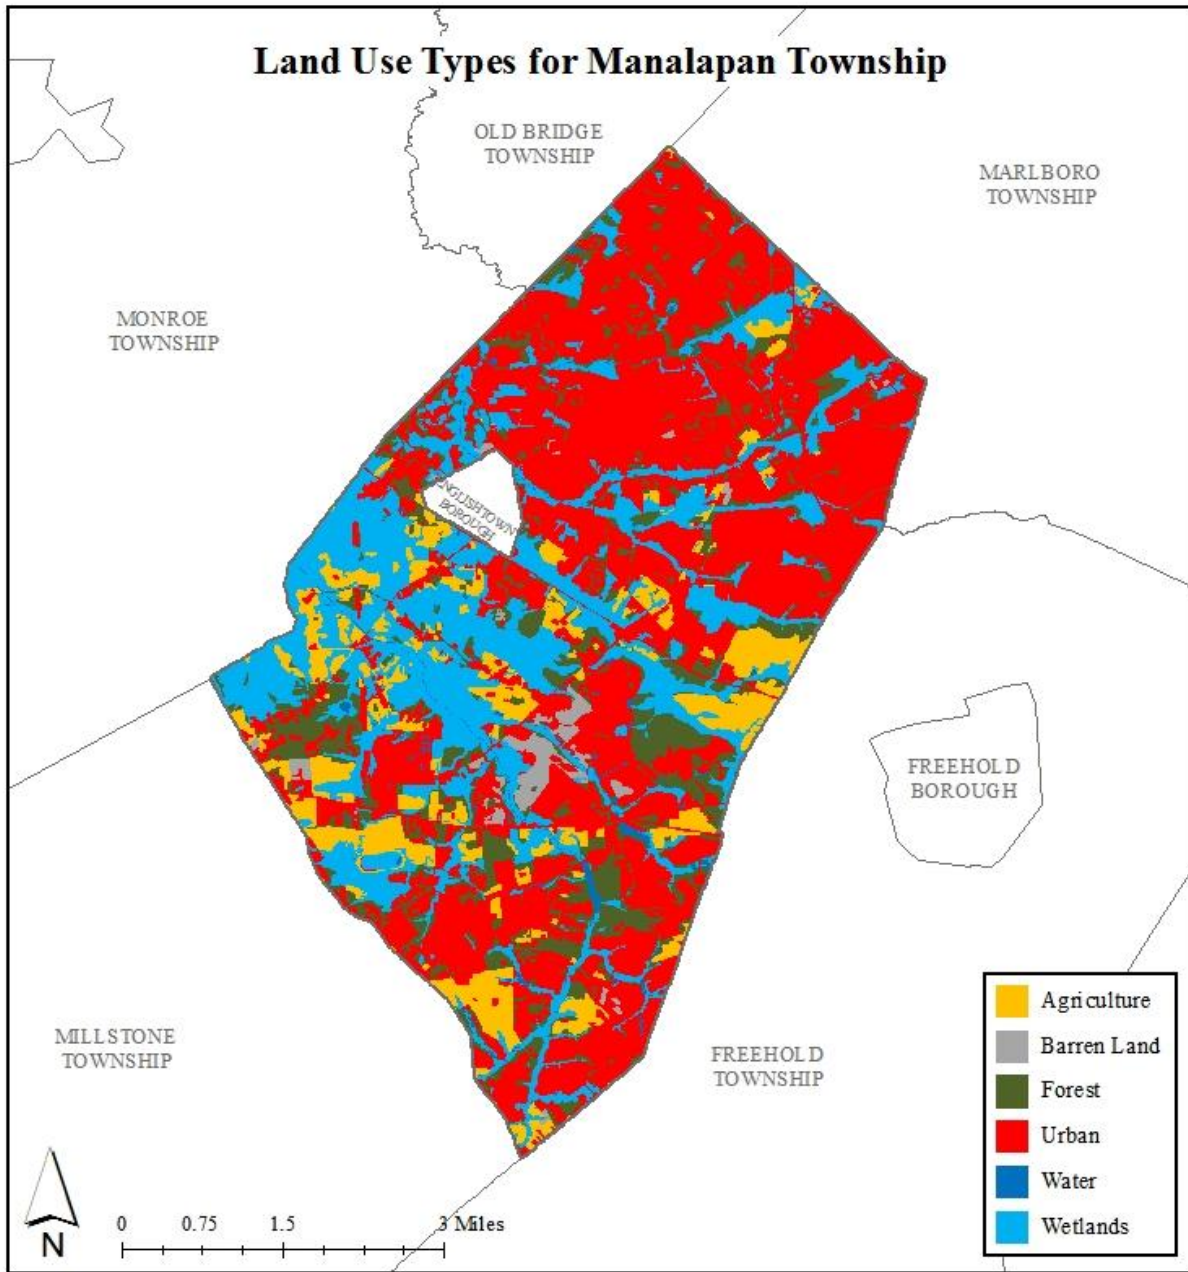 Land Use Types for Manalapan Township
OLD BRIDGE
TOWNSHIP
MARLBORO
TOWNSHIP
MONROE
TOWNSHIP
ENGLISHTOWN
BOROUGH
FREEHOLD
BOROUGH
MILLSTONE
TOWNSHIP
FREEHOLD
TOWNSHIP
Agriculture
Barren Land
Forest
Urban
Water
Wetlands
N
0 0.75 1.5 3 Miles